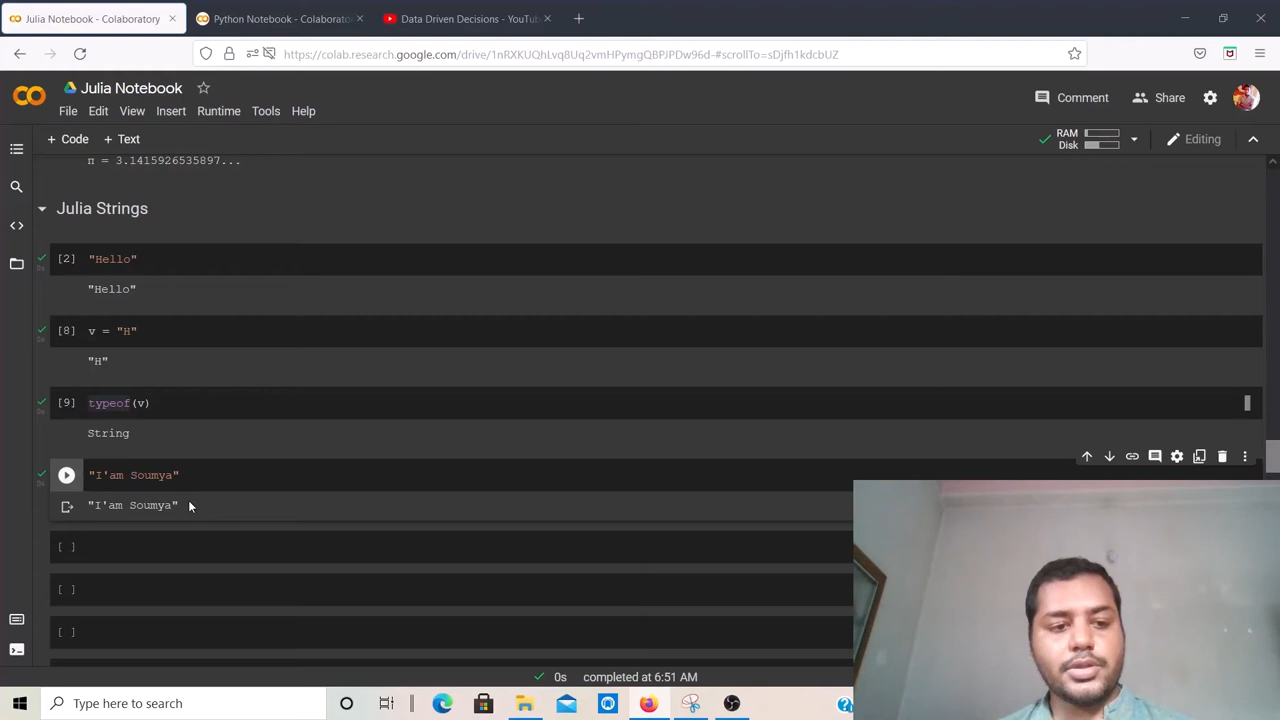 Julia Notebook - Colaboratory
Python Notebook - Colaborato
Data Driven Decisions - YouTub
https://colab.research.google.com/drive/1nRXKUQhLvq8Uq2vmHPymgQBPJPDw96d-#scrollTo=sDjfh1kdcbUZ
Julia Notebook
Comment
Share
File Edit View Insert Runtime Tools Help
+ Code + Text
RAM
Disk
Editing
π = 3.1415926535897...
Julia Strings
[2] "Hello"
"Hello"
[8] v = "H"
"H"
[9] typeof(v)
String
"I'am Soumya"
"I'am Soumya"
[ ]
[ ]
[ ]
0s completed at 6:51 AM
Type here to search